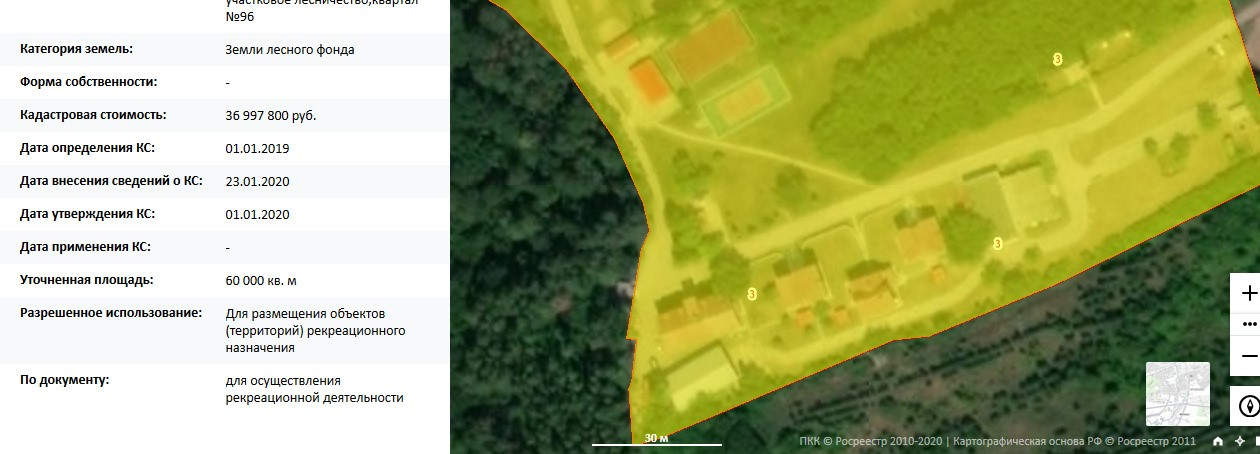 участковое лесничество,квартал
№96
Категория земель: Земли лесного фонда
Форма собственности: -
Кадастровая стоимость: 36 997 800 руб.
Дата определения КС: 01.01.2019
Дата внесения сведений о КС: 23.01.2020
Дата утверждения КС: 01.01.2020
Дата применения КС: -
Уточненная площадь: 60 000 кв. м
Разрешенное использование: Для размещения объектов
(территорий) рекреационного
назначения
По документу: для осуществления
рекреационной деятельности
3
3
3
30 м
ПКК © Росреестр 2010-2020 | Картографическая основа РФ © Росреестр 2011